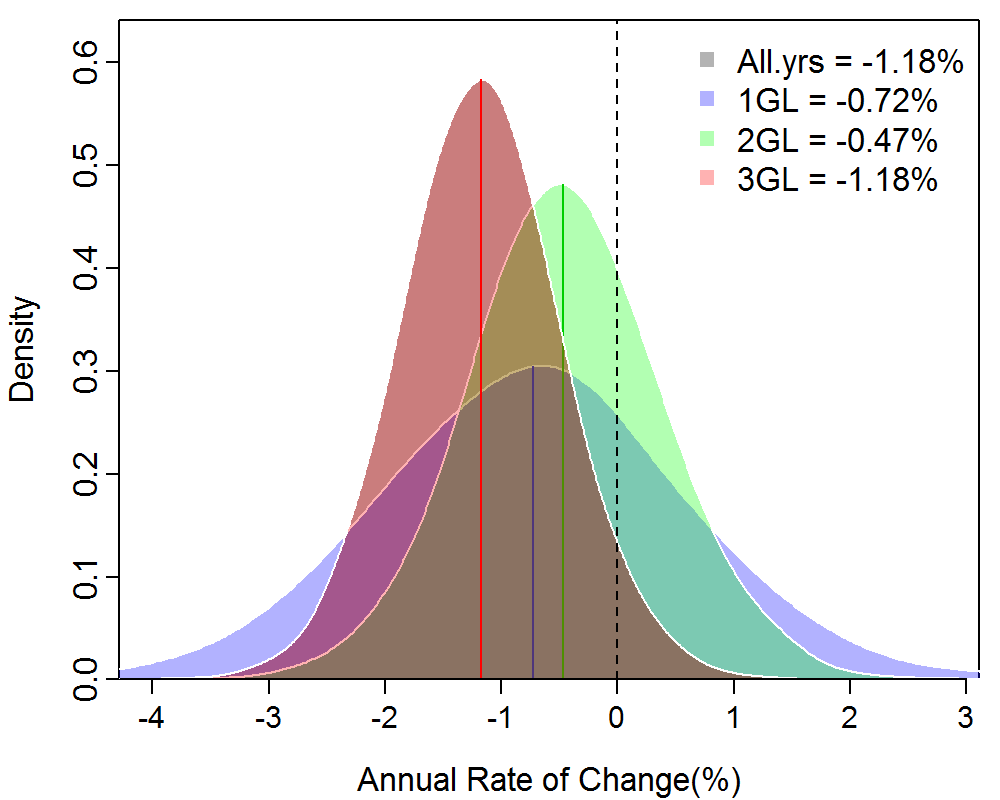 All.yrs = -1.18%
1GL = -0.72%
2GL = -0.47%
3GL = -1.18%
Density
0.6
0.5
0.4
0.3
0.2
0.1
0.0
-4 -3 -2 -1 0 1 2 3
Annual Rate of Change(%)